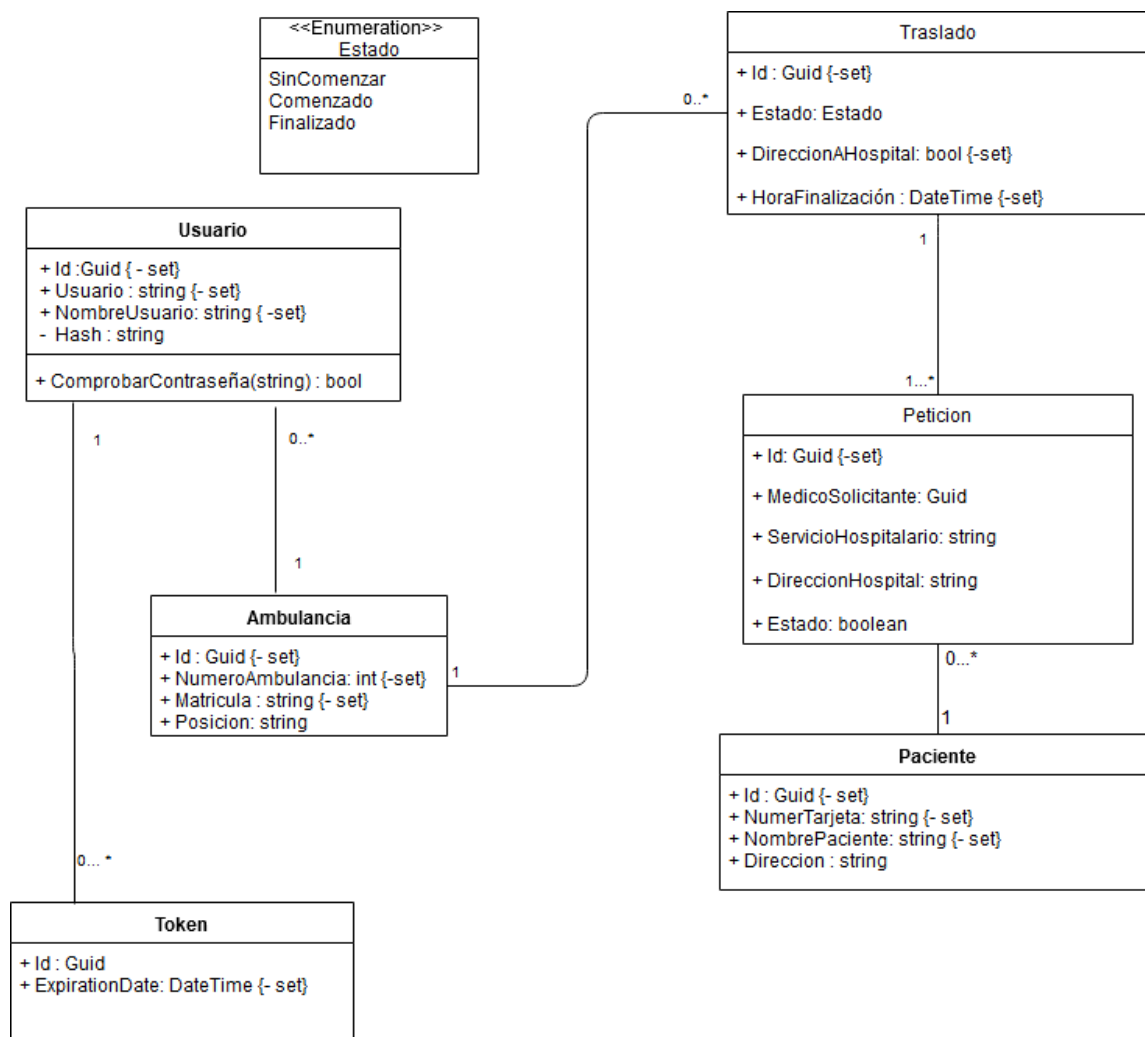 <<Enumeration>>
Estado
SinComenzar
Comenzado
Finalizado
Traslado
+ Id : Guid {-set}
+ Estado: Estado
+ DireccionAHospital: bool {-set}
+ HoraFinalización : DateTime {-set}
0..*
1
Usuario
+ Id :Guid { - set}
+ Usuario : string {- set}
+ NombreUsuario: string { -set}
- Hash : string
+ ComprobarContraseña(string) : bool
1
0..*
1
1...*
Peticion
+ Id: Guid {-set}
+ MedicoSolicitante: Guid
+ ServicioHospitalario: string
+ DireccionHospital: string
+ Estado: boolean
0...*
1
Ambulancia
+ Id : Guid {- set}
+ NumeroAmbulancia: int {-set}
+ Matricula : string {- set}
+ Posicion: string
1
Paciente
+ Id : Guid {- set}
+ NumerTarjeta: string {- set}
+ NombrePaciente: string {- set}
+ Direccion : string
0... *
Token
+ Id : Guid
+ ExpirationDate: DateTime {- set}